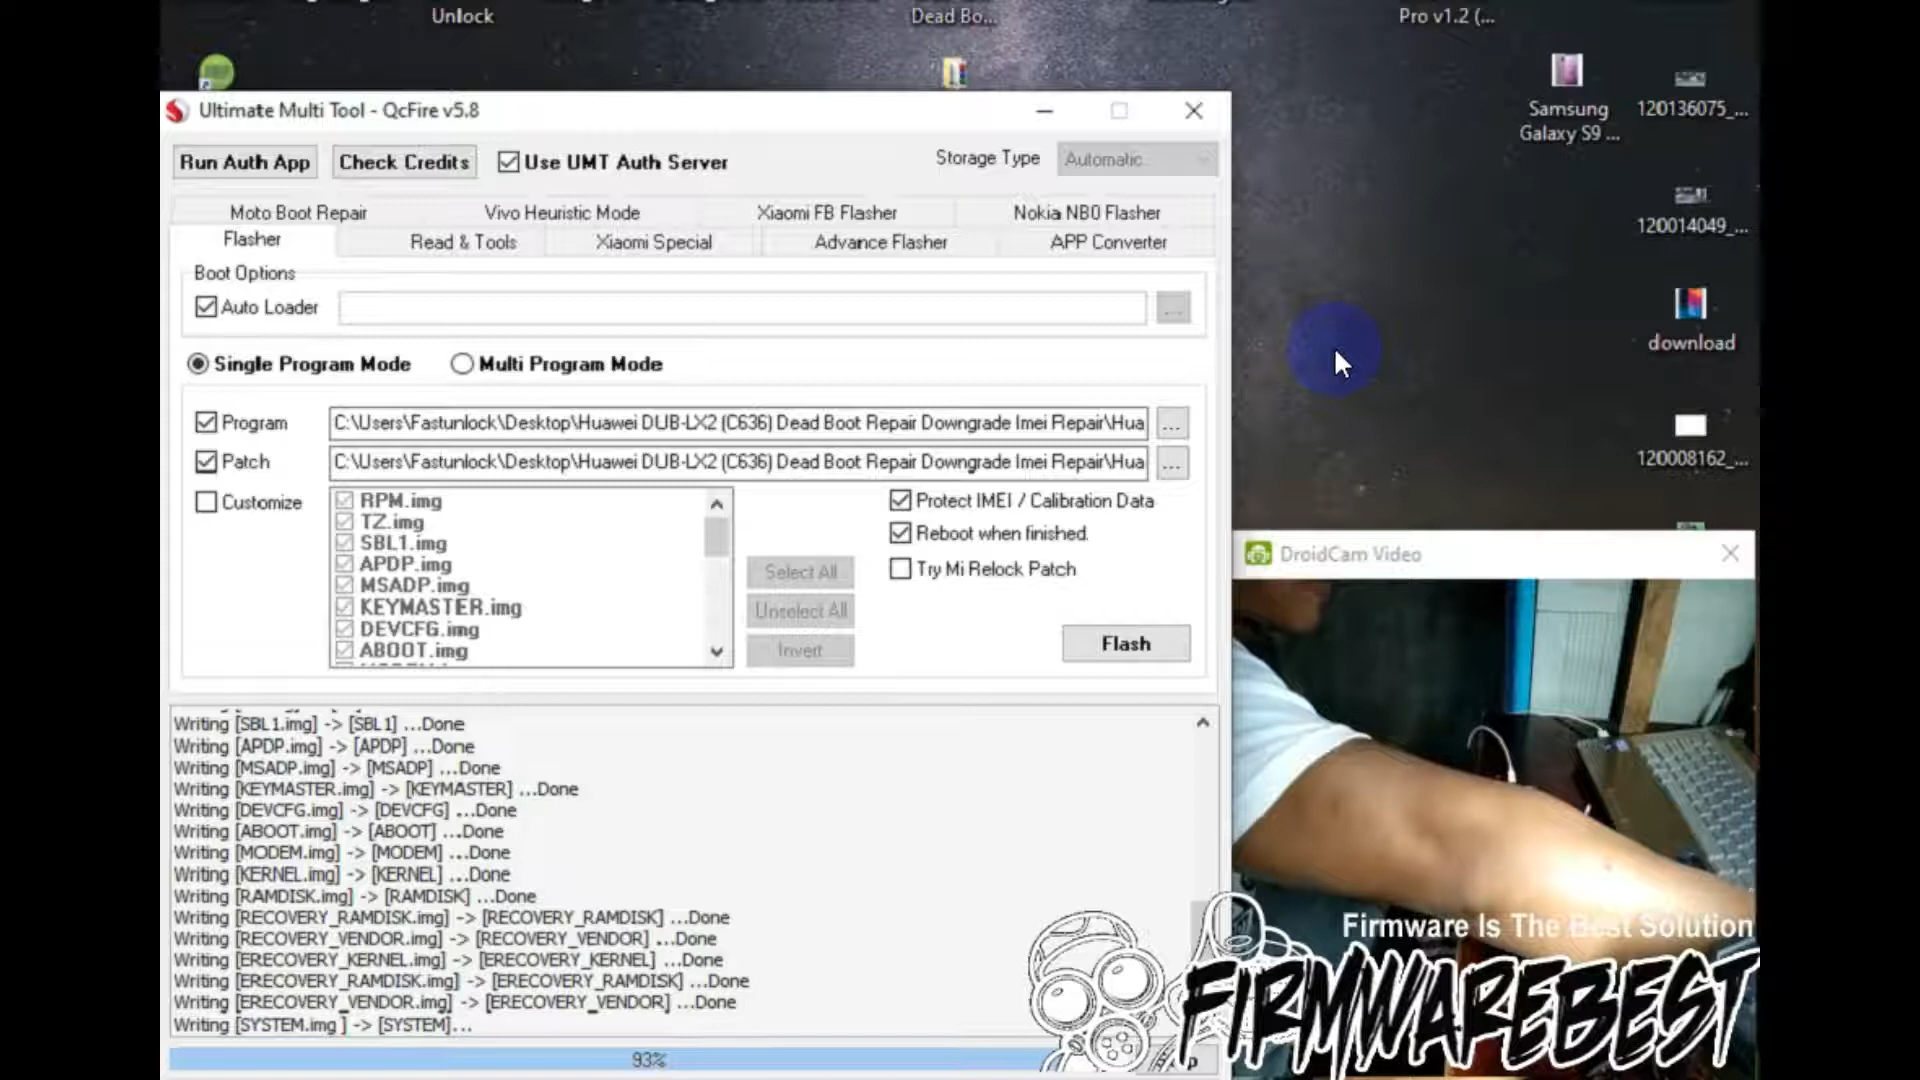 Unlock
Dead Bo...
Pro v1.2 (...
Samsung
Galaxy S9 ...
120136075_...
120014049_...
download
120008162_...
Ultimate Multi Tool - QcFire v5.8
Run Auth App
Check Credits
Use UMT Auth Server
Storage Type
Automatic
Moto Boot Repair
Vivo Heuristic Mode
Xiaomi FB Flasher
Nokia NB0 Flasher
Flasher
Read & Tools
Xiaomi Special
Advance Flasher
APP Converter
Boot Options
Auto Loader
...
Single Program Mode
Multi Program Mode
Program
C:\Users\Fastunlock\Desktop\Huawei DUB-LX2 (C636) Dead Boot Repair Downgrade Imei Repair\Hua
...
Patch
C:\Users\Fastunlock\Desktop\Huawei DUB-LX2 (C636) Dead Boot Repair Downgrade Imei Repair\Hua
...
Customize
RPM.img
TZ.img
SBL1.img
APDP.img
MSADP.img
KEYMASTER.img
DEVCFG.img
ABOOT.img
Select All
Unselect All
Invert
Protect IMEI / Calibration Data
Reboot when finished.
Try Mi Relock Patch
Flash
Writing [SBL1.img] -> [SBL1] ...Done
Writing [APDP.img] -> [APDP] ...Done
Writing [MSADP.img] -> [MSADP] ...Done
Writing [KEYMASTER.img] -> [KEYMASTER] ...Done
Writing [DEVCFG.img] -> [DEVCFG] ...Done
Writing [ABOOT.img] -> [ABOOT] ...Done
Writing [MODEM.img] -> [MODEM] ...Done
Writing [KERNEL.img] -> [KERNEL] ...Done
Writing [RAMDISK.img] -> [RAMDISK] ...Done
Writing [RECOVERY_RAMDISK.img] -> [RECOVERY_RAMDISK] ...Done
Writing [RECOVERY_VENDOR.img] -> [RECOVERY_VENDOR] ...Done
Writing [ERECOVERY_KERNEL.img] -> [ERECOVERY_KERNEL] ...Done
Writing [ERECOVERY_RAMDISK.img] -> [ERECOVERY_RAMDISK] ...Done
Writing [ERECOVERY_VENDOR.img] -> [ERECOVERY_VENDOR] ...Done
Writing [SYSTEM.img ] -> [SYSTEM]...
93%
DroidCam Video
Firmware Is The Best Solution
FIRMWAREBEST